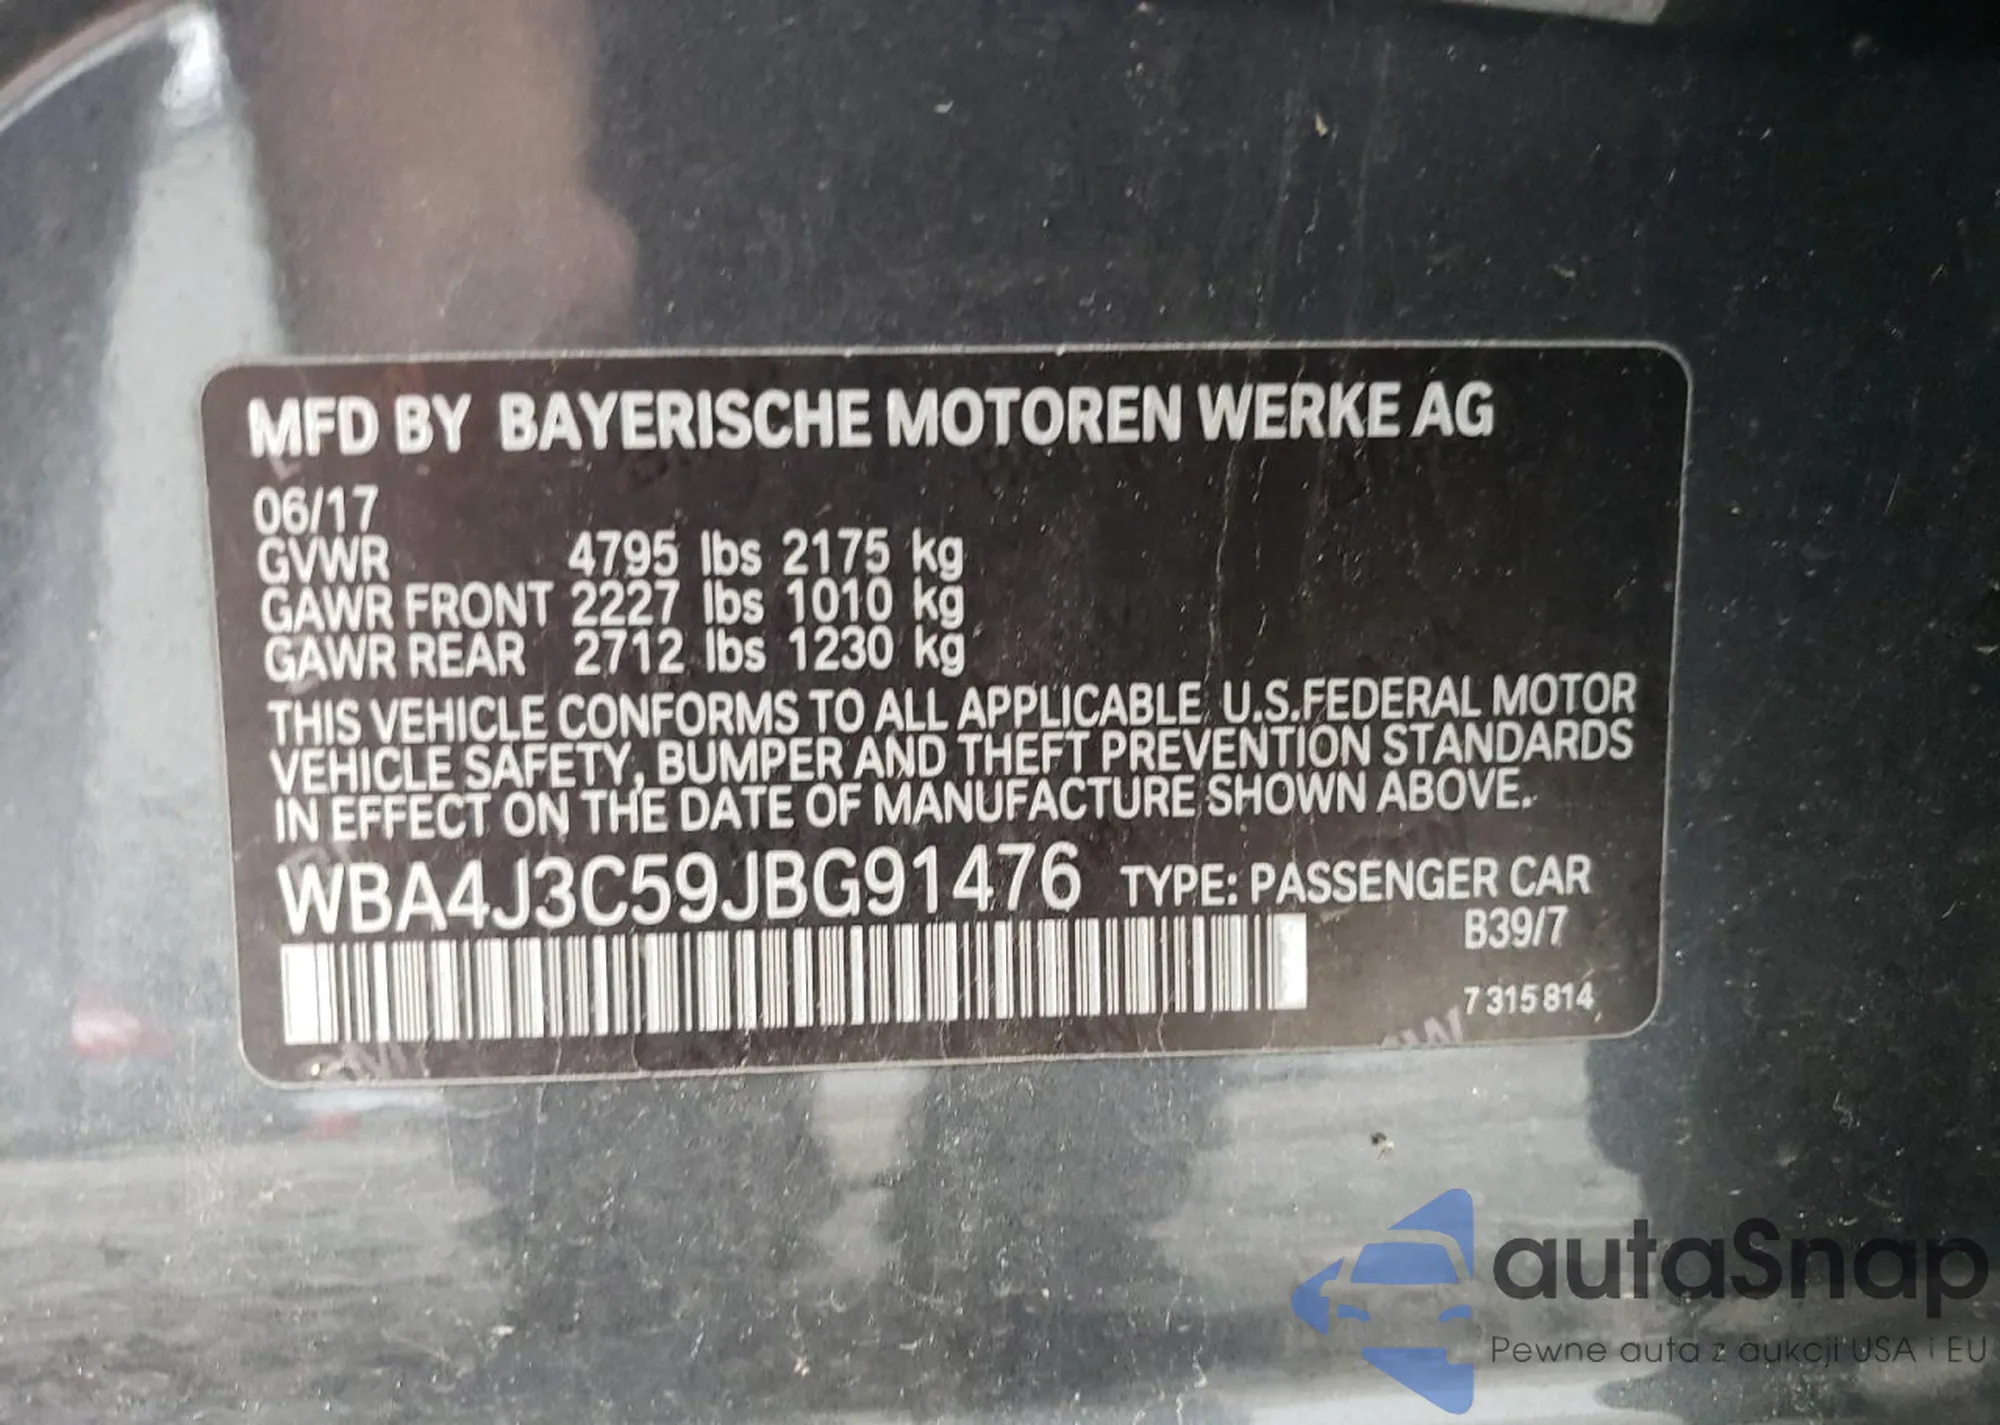 MFD BY BAYERISCHE MOTOREN WERKE AG
06/17
GVWR 4795 lbs 2175 kg
GAWR FRONT 2227 lbs 1010 kg
GAWR REAR 2712 lbs 1230 kg
THIS VEHICLE CONFORMS TO ALL APPLICABLE U.S.FEDERAL MOTOR
VEHICLE SAFETY, BUMPER AND THEFT PREVENTION STANDARDS
IN EFFECT ON THE DATE OF MANUFACTURE SHOWN ABOVE.
WBA4J3C59JBG91476 TYPE: PASSENGER CAR
B39/7
7 315 814
autaSnap
Pewne auta z aukcji USA i EU